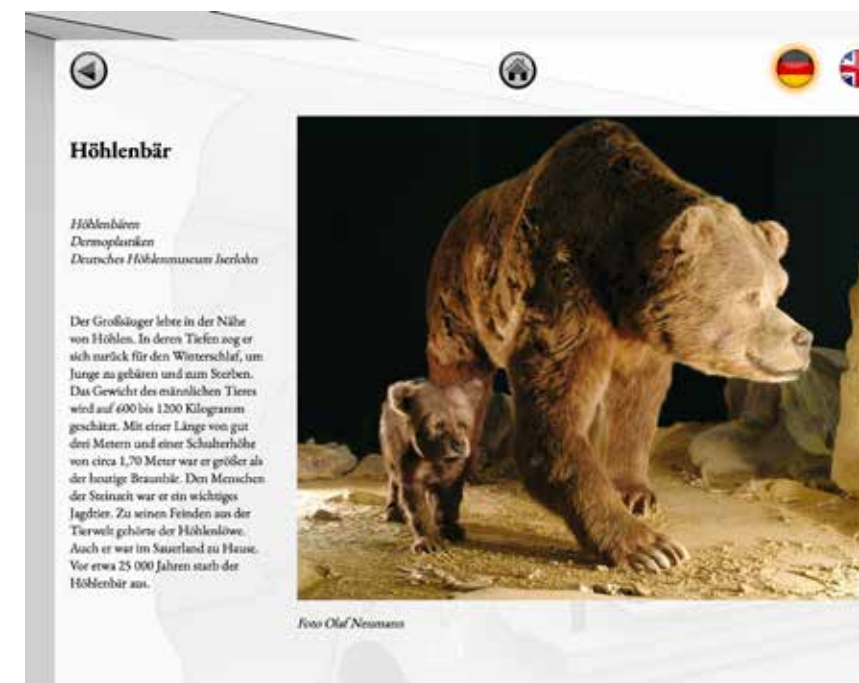 Höhlenbär
Höhlenbären
Dermoplastiken
Deutsches Höhlenmuseum Iserlohn
Der Großsäuger lebte in der Nähe
von Höhlen. In deren Tiefen zog er
sich zurück für den Winterschlaf, um
Junge zu gebären und zum Sterben.
Das Gewicht des männlichen Tieres
wird auf 600 bis 1200 Kilogramm
geschätzt. Mit einer Länge von gut
drei Metern und einer Schulterhöhe
von circa 1,70 Meter war er größer als
der heutige Braunbär. Den Menschen
der Steinzeit war er ein wichtiges
Jagdtier. Zu seinen Feinden aus der
Tierwelt gehörte der Höhlenlöwe.
Auch er war im Sauerland zu Hause.
Vor etwa 25 000 Jahren starb der
Höhlenbär aus.
Foto Olaf Neumann